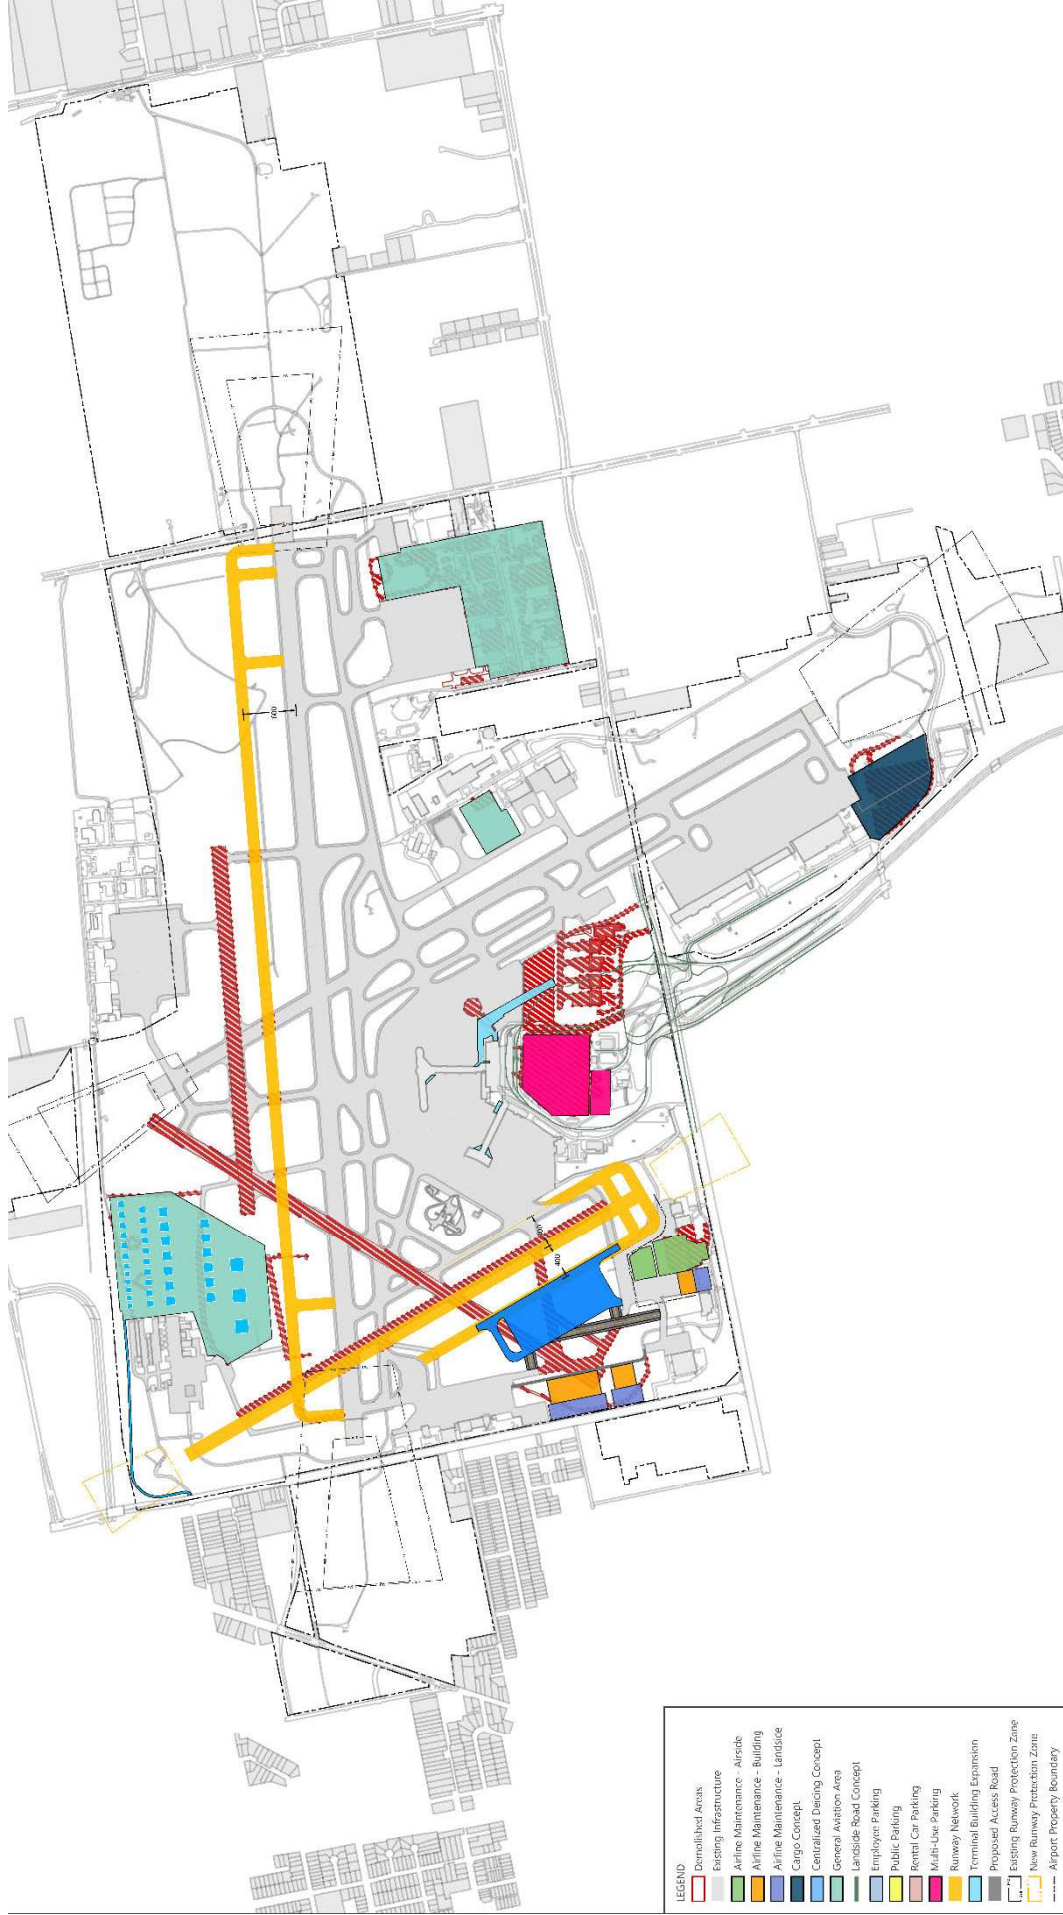 LEGEND
Demolished Areas
Existing Infrastructure
Airline Maintenance - Airside
Airline Maintenance - Building
Airline Maintenance - Landside
Cargo Concept
Centralized Deicing Concept
General Aviation Area
Landside Road Concept
Employee Parking
Public Parking
Rental Car Parking
Multi-Use Parking
Runway Network
Terminal Building Expansion
Proposed Access Road
Existing Runway Protection Zone
New Runway Protection Zone
Airport Property Boundary
400